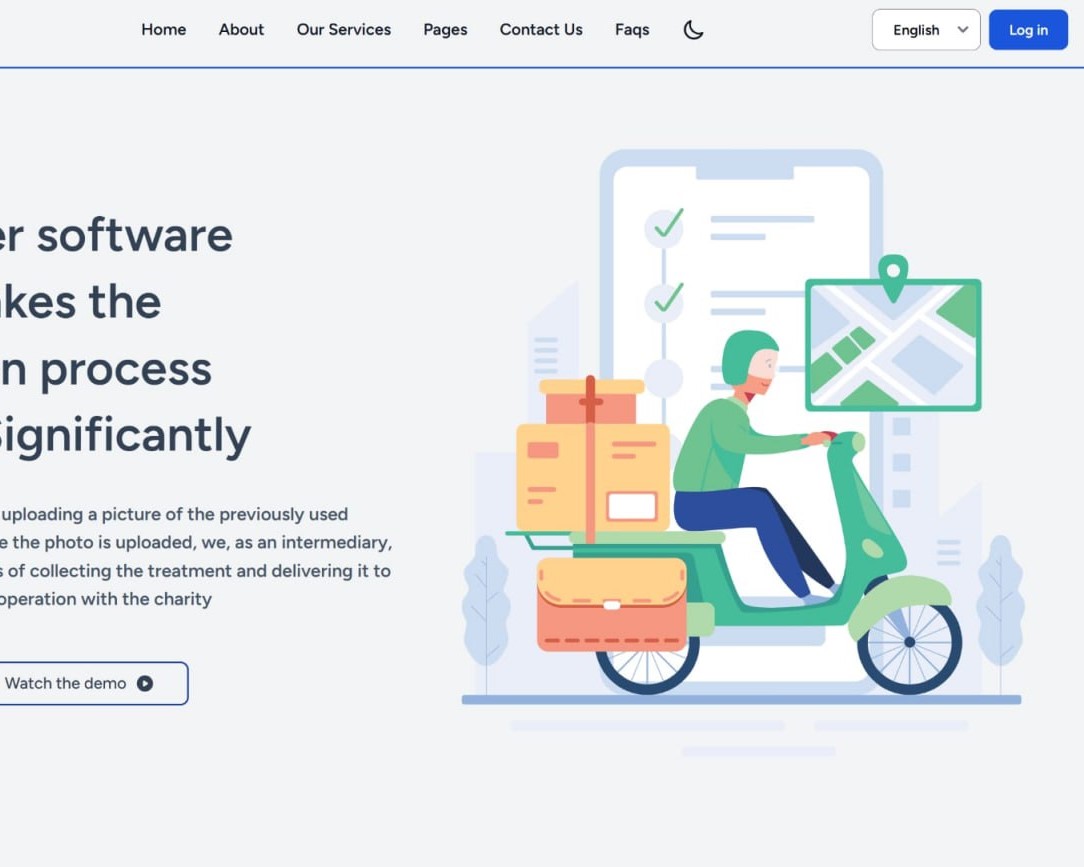 Home About Our Services Pages Contact Us Faqs English Log in
er software
akes the
n process
Significantly
uploading a picture of the previously used
e the photo is uploaded, we, as an intermediary,
s of collecting the treatment and delivering it to
operation with the charity
Watch the demo